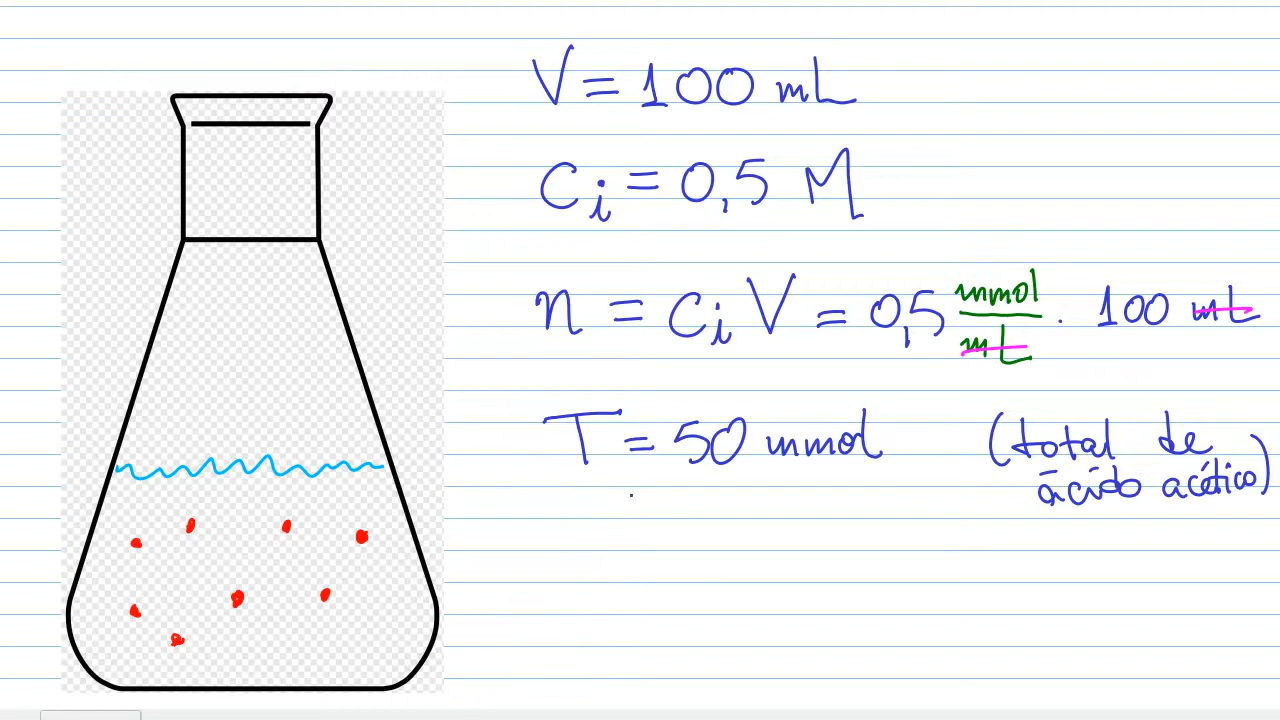 V = 100 mL
Ci = 0,5 M
n = Ci V = 0,5 mmol/mL · 100 mL
T = 50 mmol (total de ácido acético)